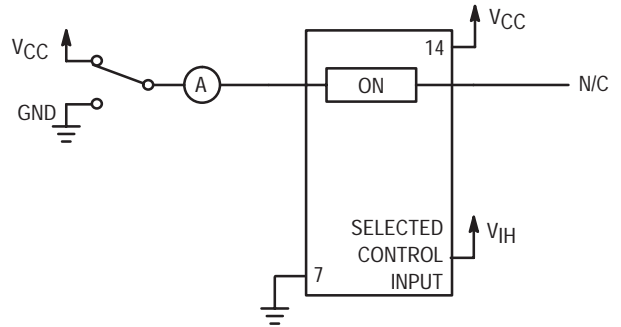 VCC
14
VCC
A
ON
N/C
GND
SELECTED
CONTROL
INPUT
VIH
7